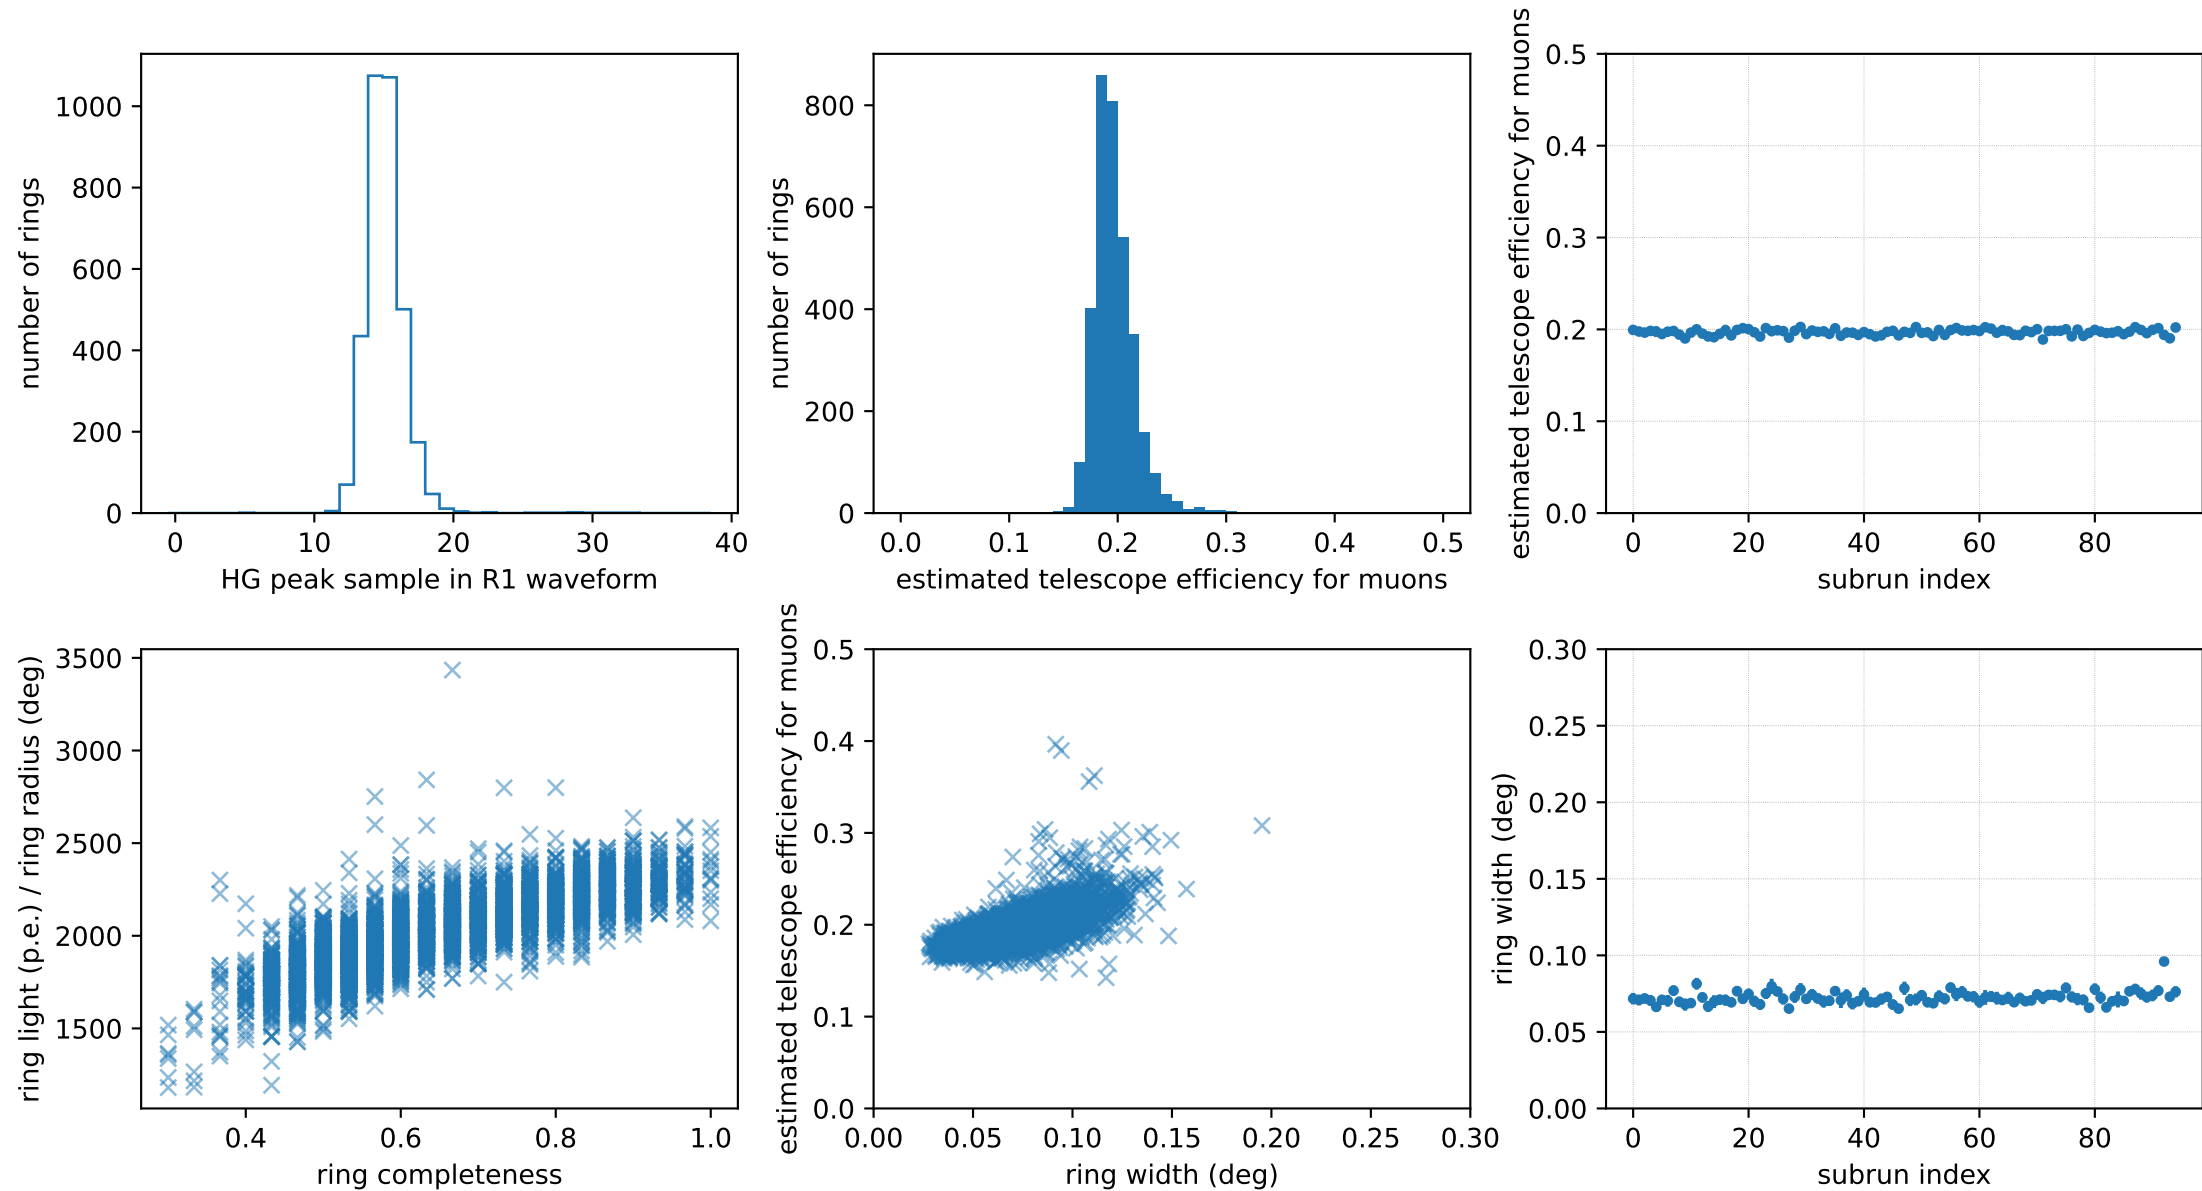 number of rings
1000
800
600
400
200
0
0 10 20 30 40
HG peak sample in R1 waveform
number of rings
800
600
400
200
0
0.0 0.1 0.2 0.3 0.4 0.5
estimated telescope efficiency for muons
estimated telescope efficiency for muons
0.5
0.4
0.3
0.2
0.1
0.0
0 20 40 60 80
subrun index
ring light (p.e.) / ring radius (deg)
3500
3000
2500
2000
1500
0.4 0.6 0.8 1.0
ring completeness
estimated telescope efficiency for muons
0.5
0.4
0.3
0.2
0.1
0.0
0.00 0.05 0.10 0.15 0.20 0.25 0.30
ring width (deg)
ring width (deg)
0.30
0.25
0.20
0.15
0.10
0.05
0.00
0 20 40 60 80
subrun index